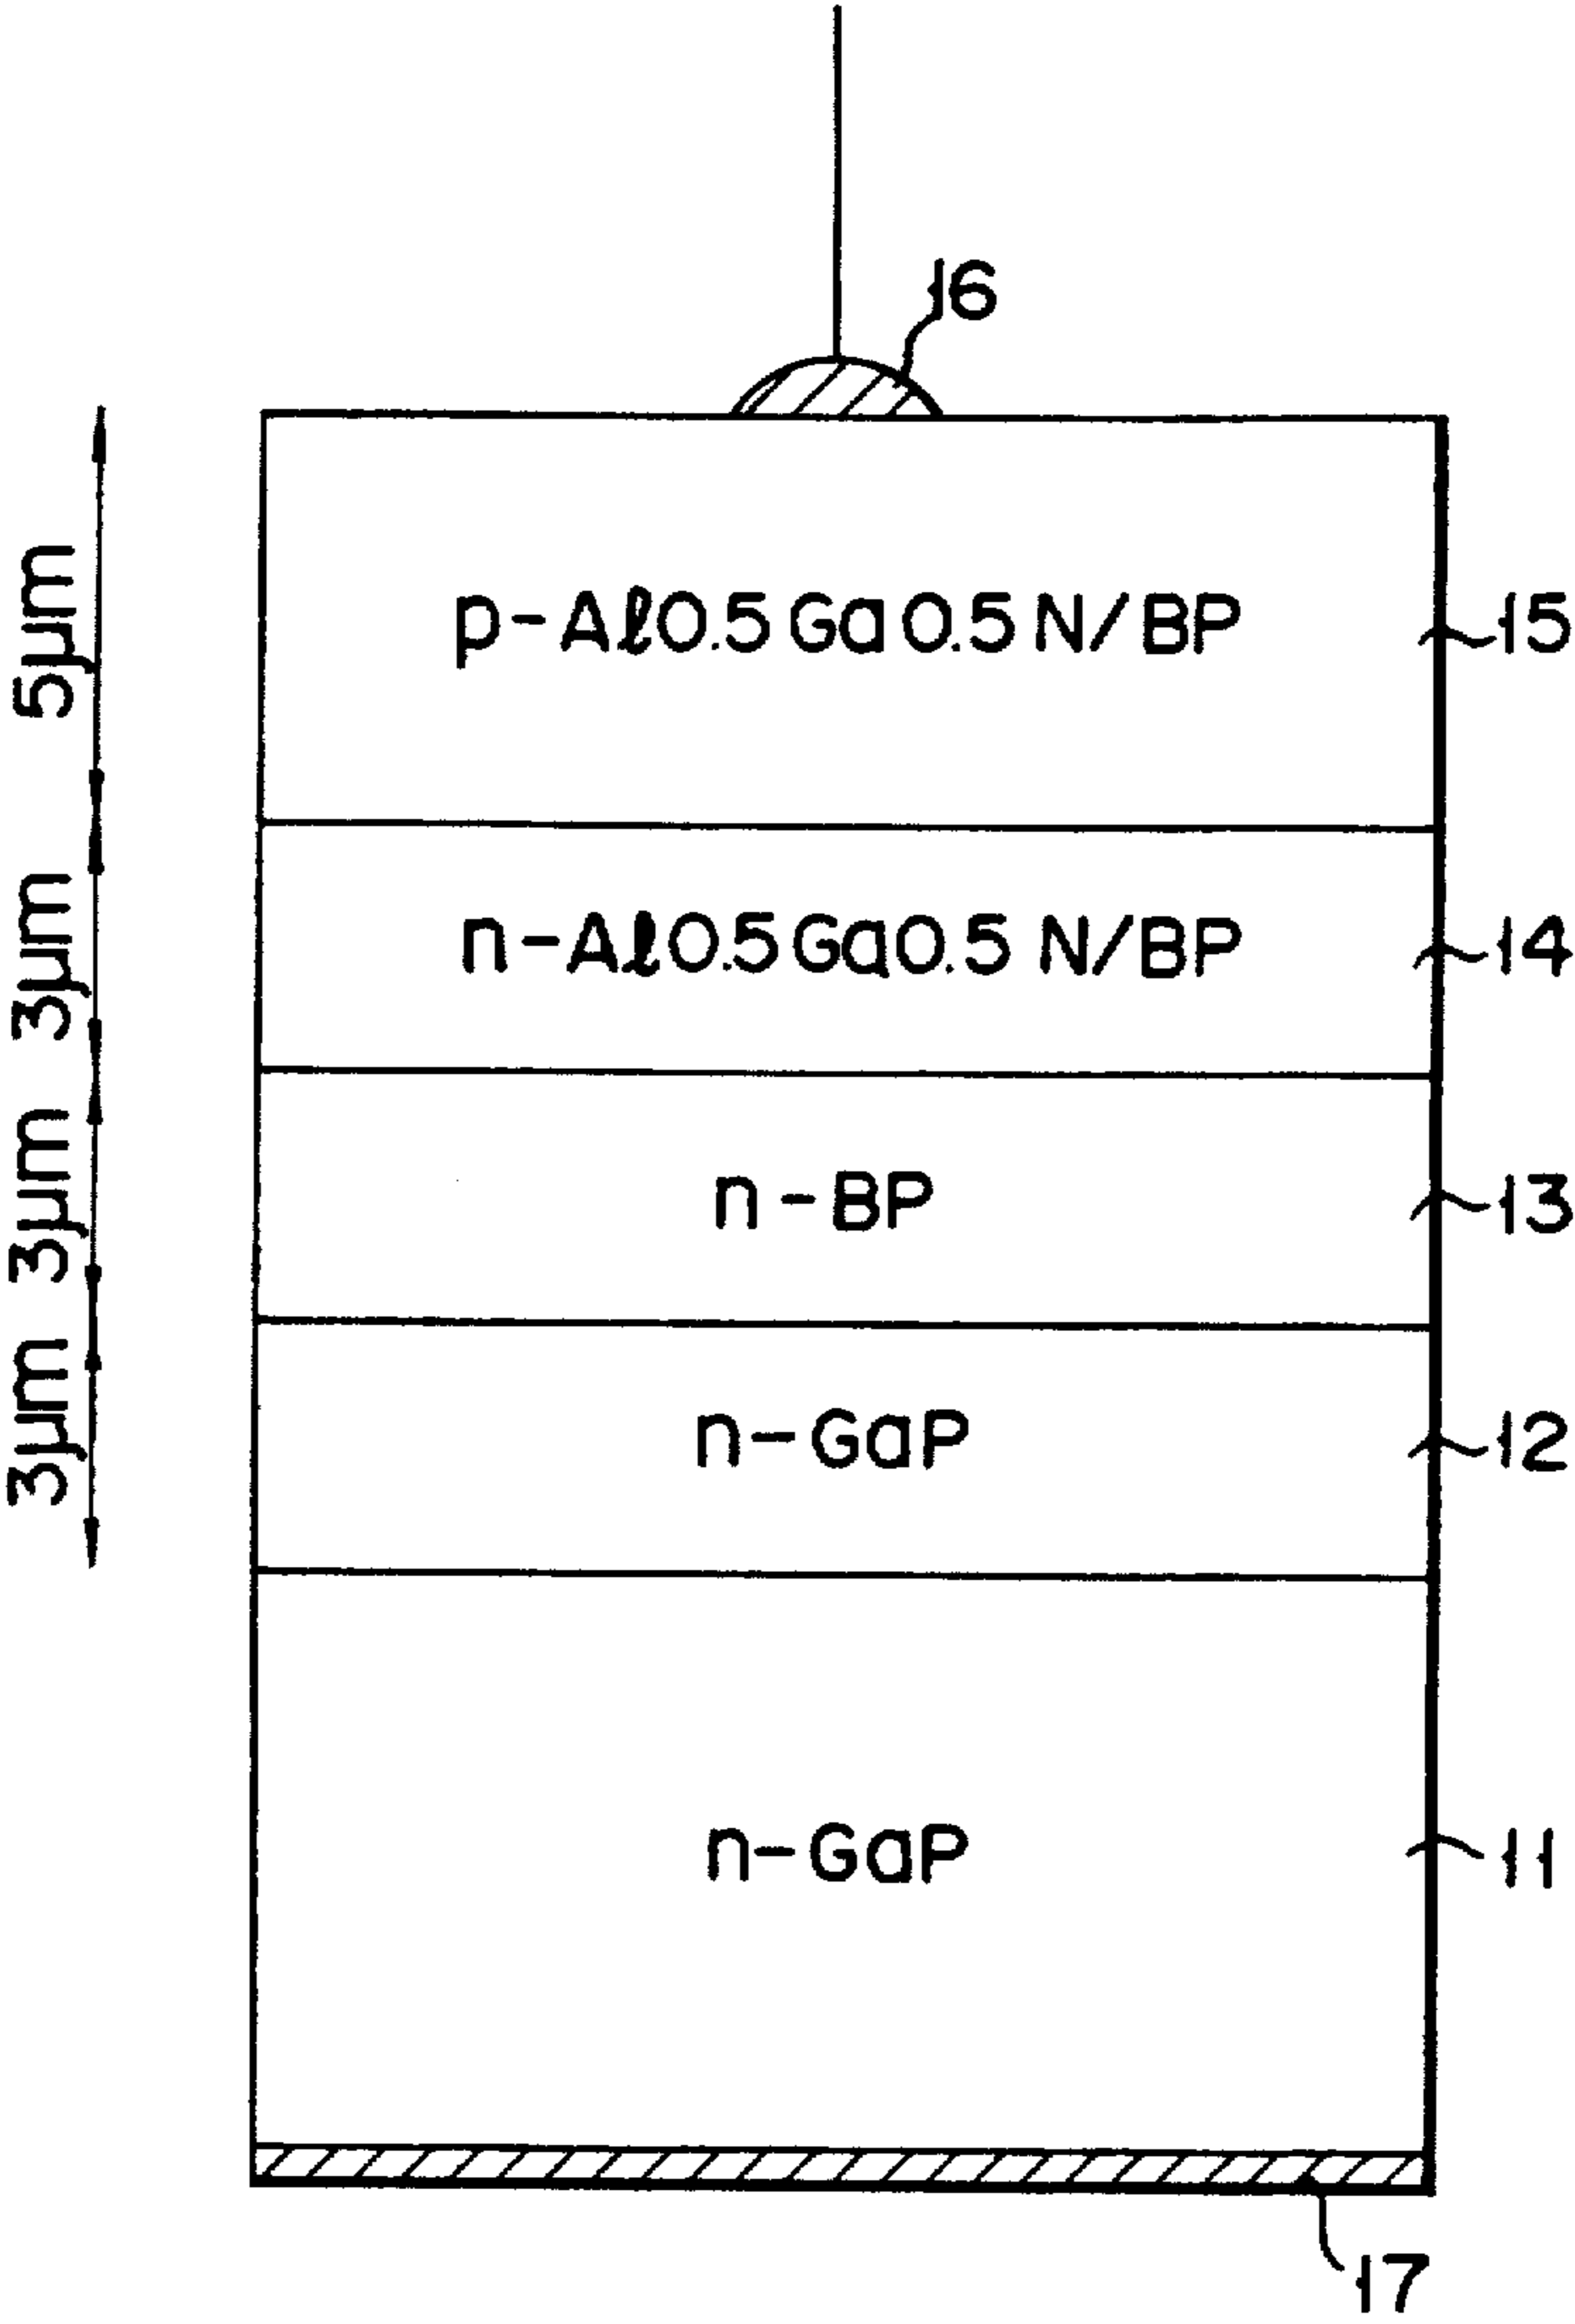 16
5μm
p-Al0.5Ga0.5N/BP
15
3μm
n-Al0.5Ga0.5N/BP
14
3μm
n-BP
13
3μm
n-GaP
12
n-GaP
11
17